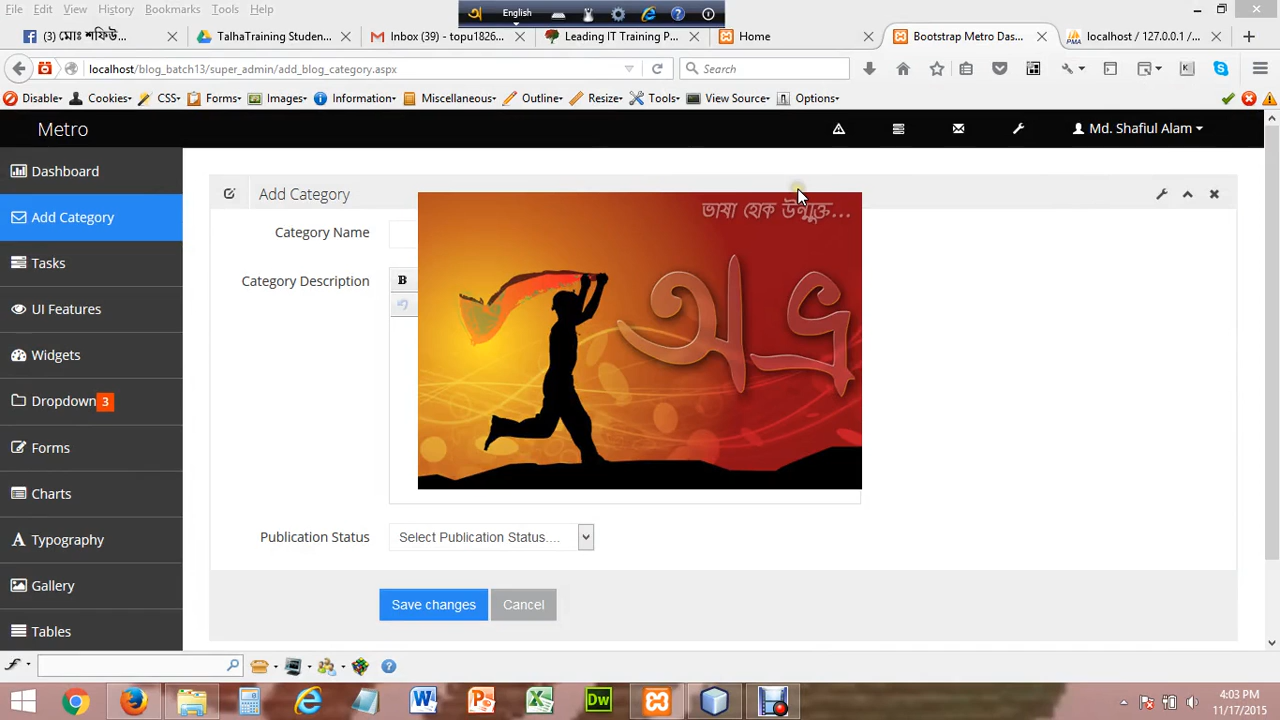 File Edit View History Bookmarks Tools Help
অ English
(3) মোঃ শফিউ...
TalhaTraining Studen...
Inbox (39) - topu1826...
Leading IT Training P...
Home
Bootstrap Metro Das...
localhost / 127.0.0.1 /...
localhost/blog_batch13/super_admin/add_blog_category.aspx
Search
Disable Cookies CSS Forms Images Information Miscellaneous Outline Resize Tools View Source Options
Metro
Md. Shafiul Alam
Dashboard
Add Category
Tasks
UI Features
Widgets
Dropdown 3
Forms
Charts
Typography
Gallery
Tables
Add Category
Category Name
Category Description
B
ভাষা হোক উন্মুক্ত...
অভ্র
Publication Status
Select Publication Status....
Save changes
Cancel
4:03 PM
11/17/2015